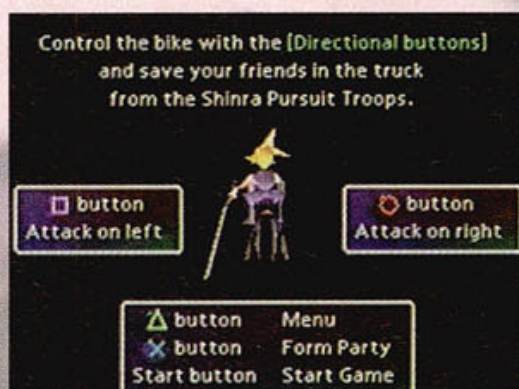 Control the bike with the [Directional buttons]
and save your friends in the truck
from the Shinra Pursuit Troops.
button
Attack on left
button
Attack on right
button Menu
button Form Party
Start button Start Game